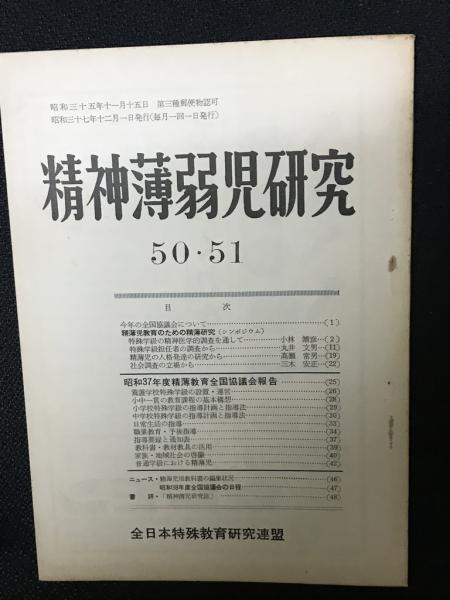 昭和三十五年十一月十五日 第三種郵便物認可
昭和三十七年十二月一日発行(毎月一回一日発行)
精神薄弱児研究
50・51
目次
今年の全国協議会について……(1)
精薄児教育のための精薄研究(シンポジウム)
特殊学級の精神医学的調査を通して……小林 ……(2)
特殊学級担任者の調査から……丸井 文男…(11)
精薄児の人格発達の研究から……高瀬 常男…(19)
社会調査の立場から……三木 安正…(22)
昭和37年度精薄教育全国協議会報告……(25)
養護学校特殊学級の設置・運営……(26)
小中一貫の教育課程の基本構想……(28)
小学校特殊学級の指導計画と指導法……(29)
中学校特殊学級の指導計画と指導法……(30)
日常生活の指導……(33)
職業教育・予後指導……(34)
指導要録と通知表……(37)
教科書・教材教具の活用……(39)
家族・地域社会の啓蒙……(40)
普通学級における精薄児……(42)
ニュース・精薄児用教科書の編集状況……(46)
昭和38年度全国協議会の日程……(47)
書評・「精神薄弱児研究法」……(48)
全日本特殊教育研究連盟